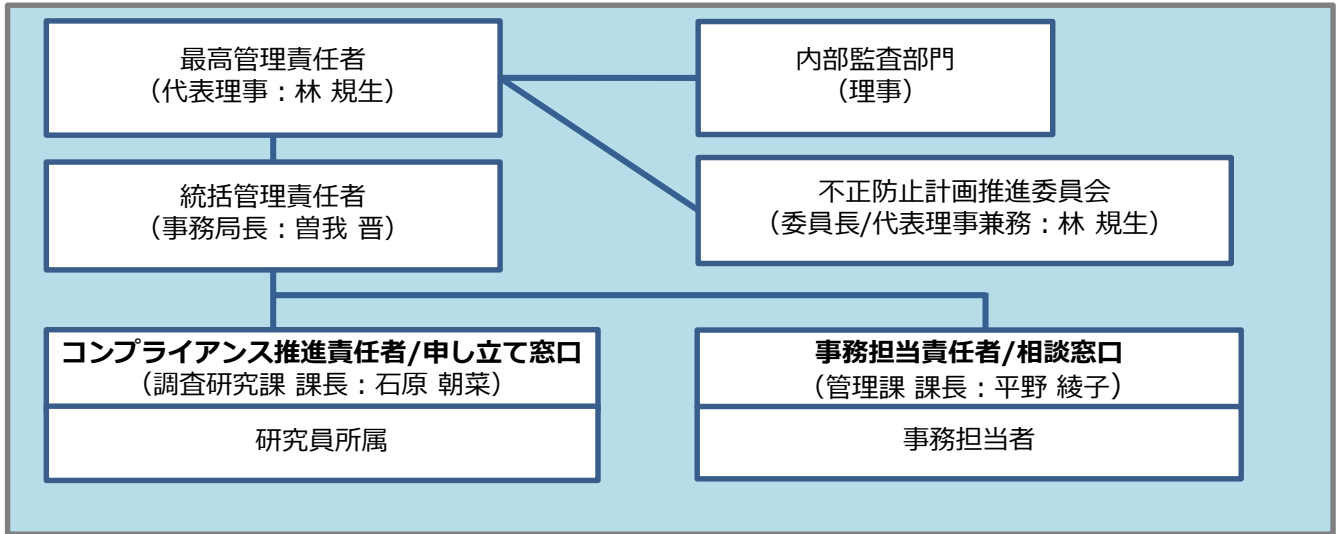 最高管理責任者
（代表理事：林 規生）
内部監査部門
（理事）
統括管理責任者
（事務局長：曽我 晋）
不正防止計画推進委員会
（委員長/代表理事兼務：林 規生）
コンプライアンス推進責任者/申し立て窓口
（調査研究課 課長：石原 朝菜）
研究員所属
事務担当責任者/相談窓口
（管理課 課長：平野 綾子）
事務担当者